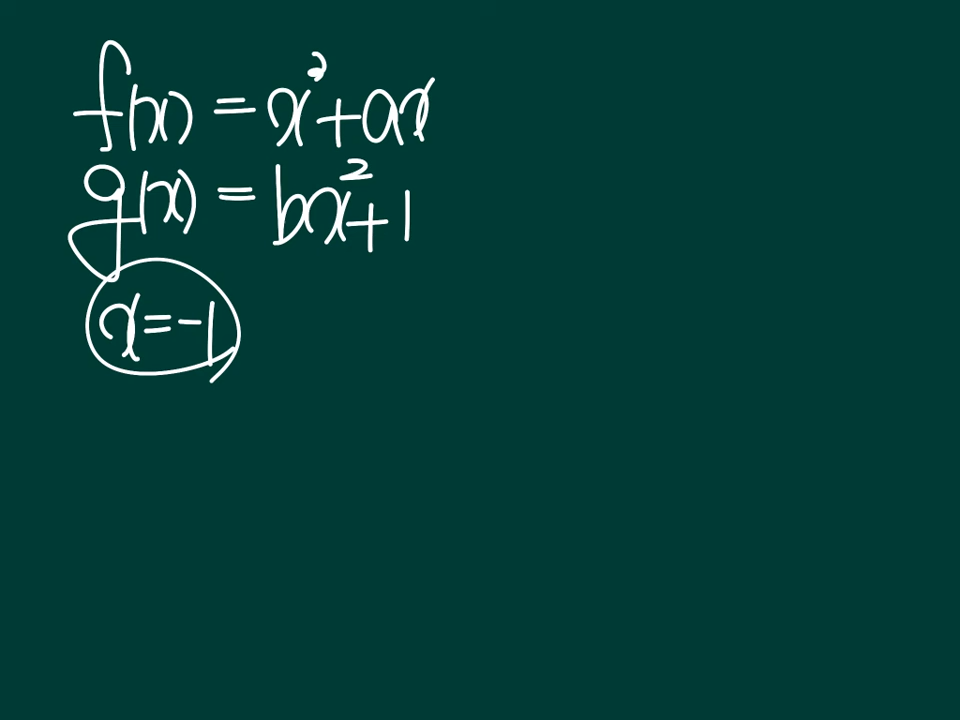 f(x) = x² + ax
g(x) = bx² + 1
x = -1